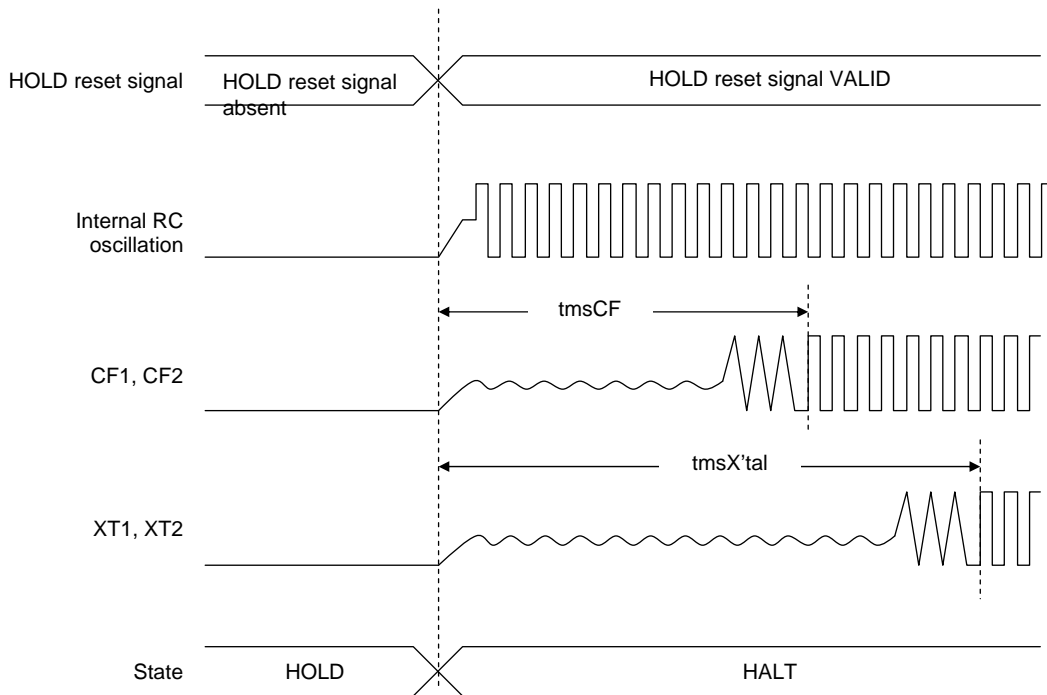 HOLD reset signal
HOLD reset signal
absent
HOLD reset signal VALID
Internal RC
oscillation
tmsCF
CF1, CF2
tmsX’tal
XT1, XT2
State
HOLD
HALT